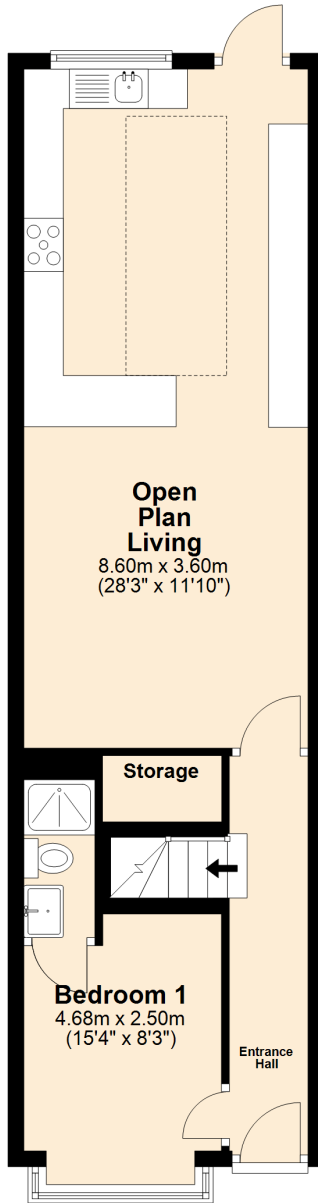 Open
Plan
Living
8.60m x 3.60m
(28'3" x 11'10")
Storage
Bedroom 1
4.68m x 2.50m
(15'4" x 8'3")
Entrance
Hall